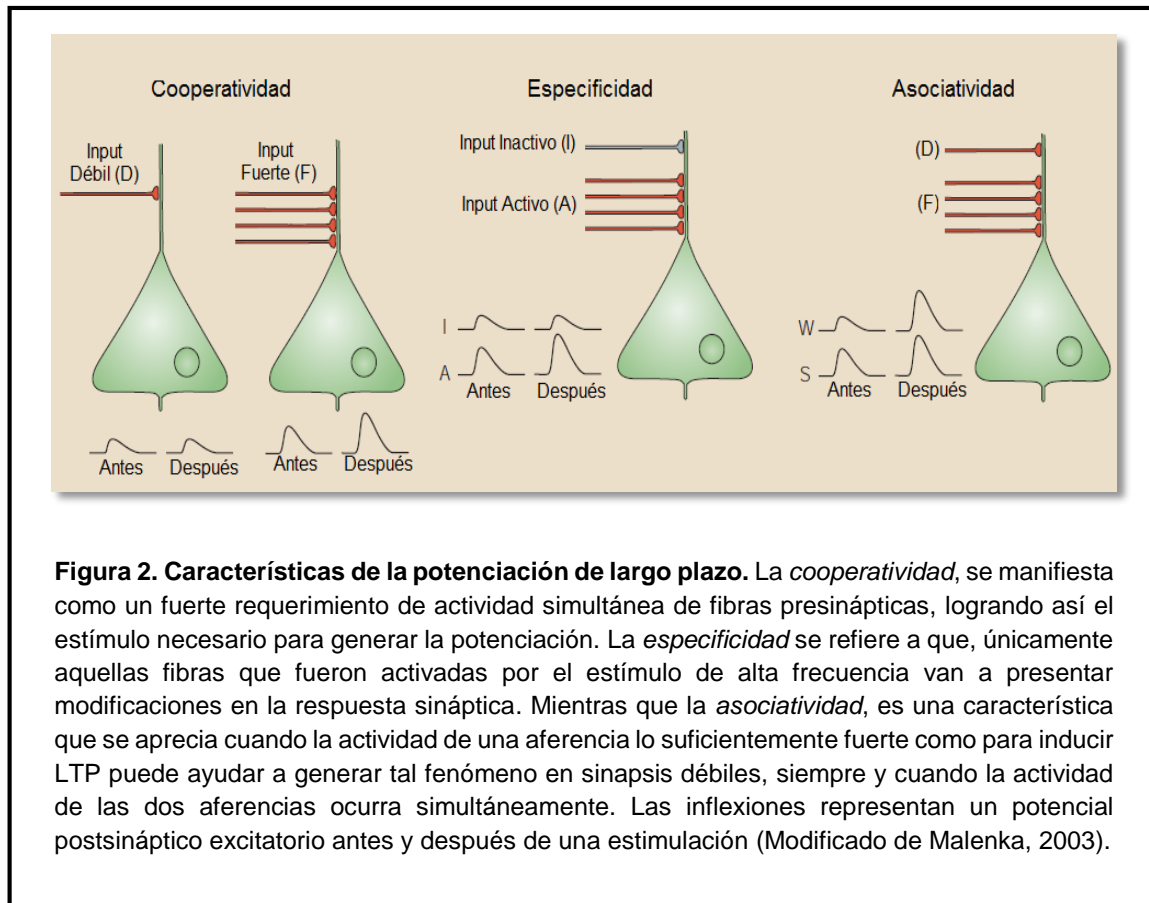 Cooperatividad
Especificidad
Asociatividad
Input
Débil (D)
Input
Fuerte (F)
Antes
Después
Antes
Después
Input Inactivo (I)
Input Activo (A)
I
A
Antes
Después
(D)
(F)
W
S
Antes
Después
Figura 2. Características de la potenciación de largo plazo. La cooperatividad, se manifiesta
como un fuerte requerimiento de actividad simultánea de fibras presinápticas, logrando así el
estímulo necesario para generar la potenciación. La especificidad se refiere a que, únicamente
aquellas fibras que fueron activadas por el estímulo de alta frecuencia van a presentar
modificaciones en la respuesta sináptica. Mientras que la asociatividad, es una característica
que se aprecia cuando la actividad de una aferencia lo suficientemente fuerte como para inducir
LTP puede ayudar a generar tal fenómeno en sinapsis débiles, siempre y cuando la actividad
de las dos aferencias ocurra simultáneamente. Las inflexiones representan un potencial
postsináptico excitatorio antes y después de una estimulación (Modificado de Malenka, 2003).